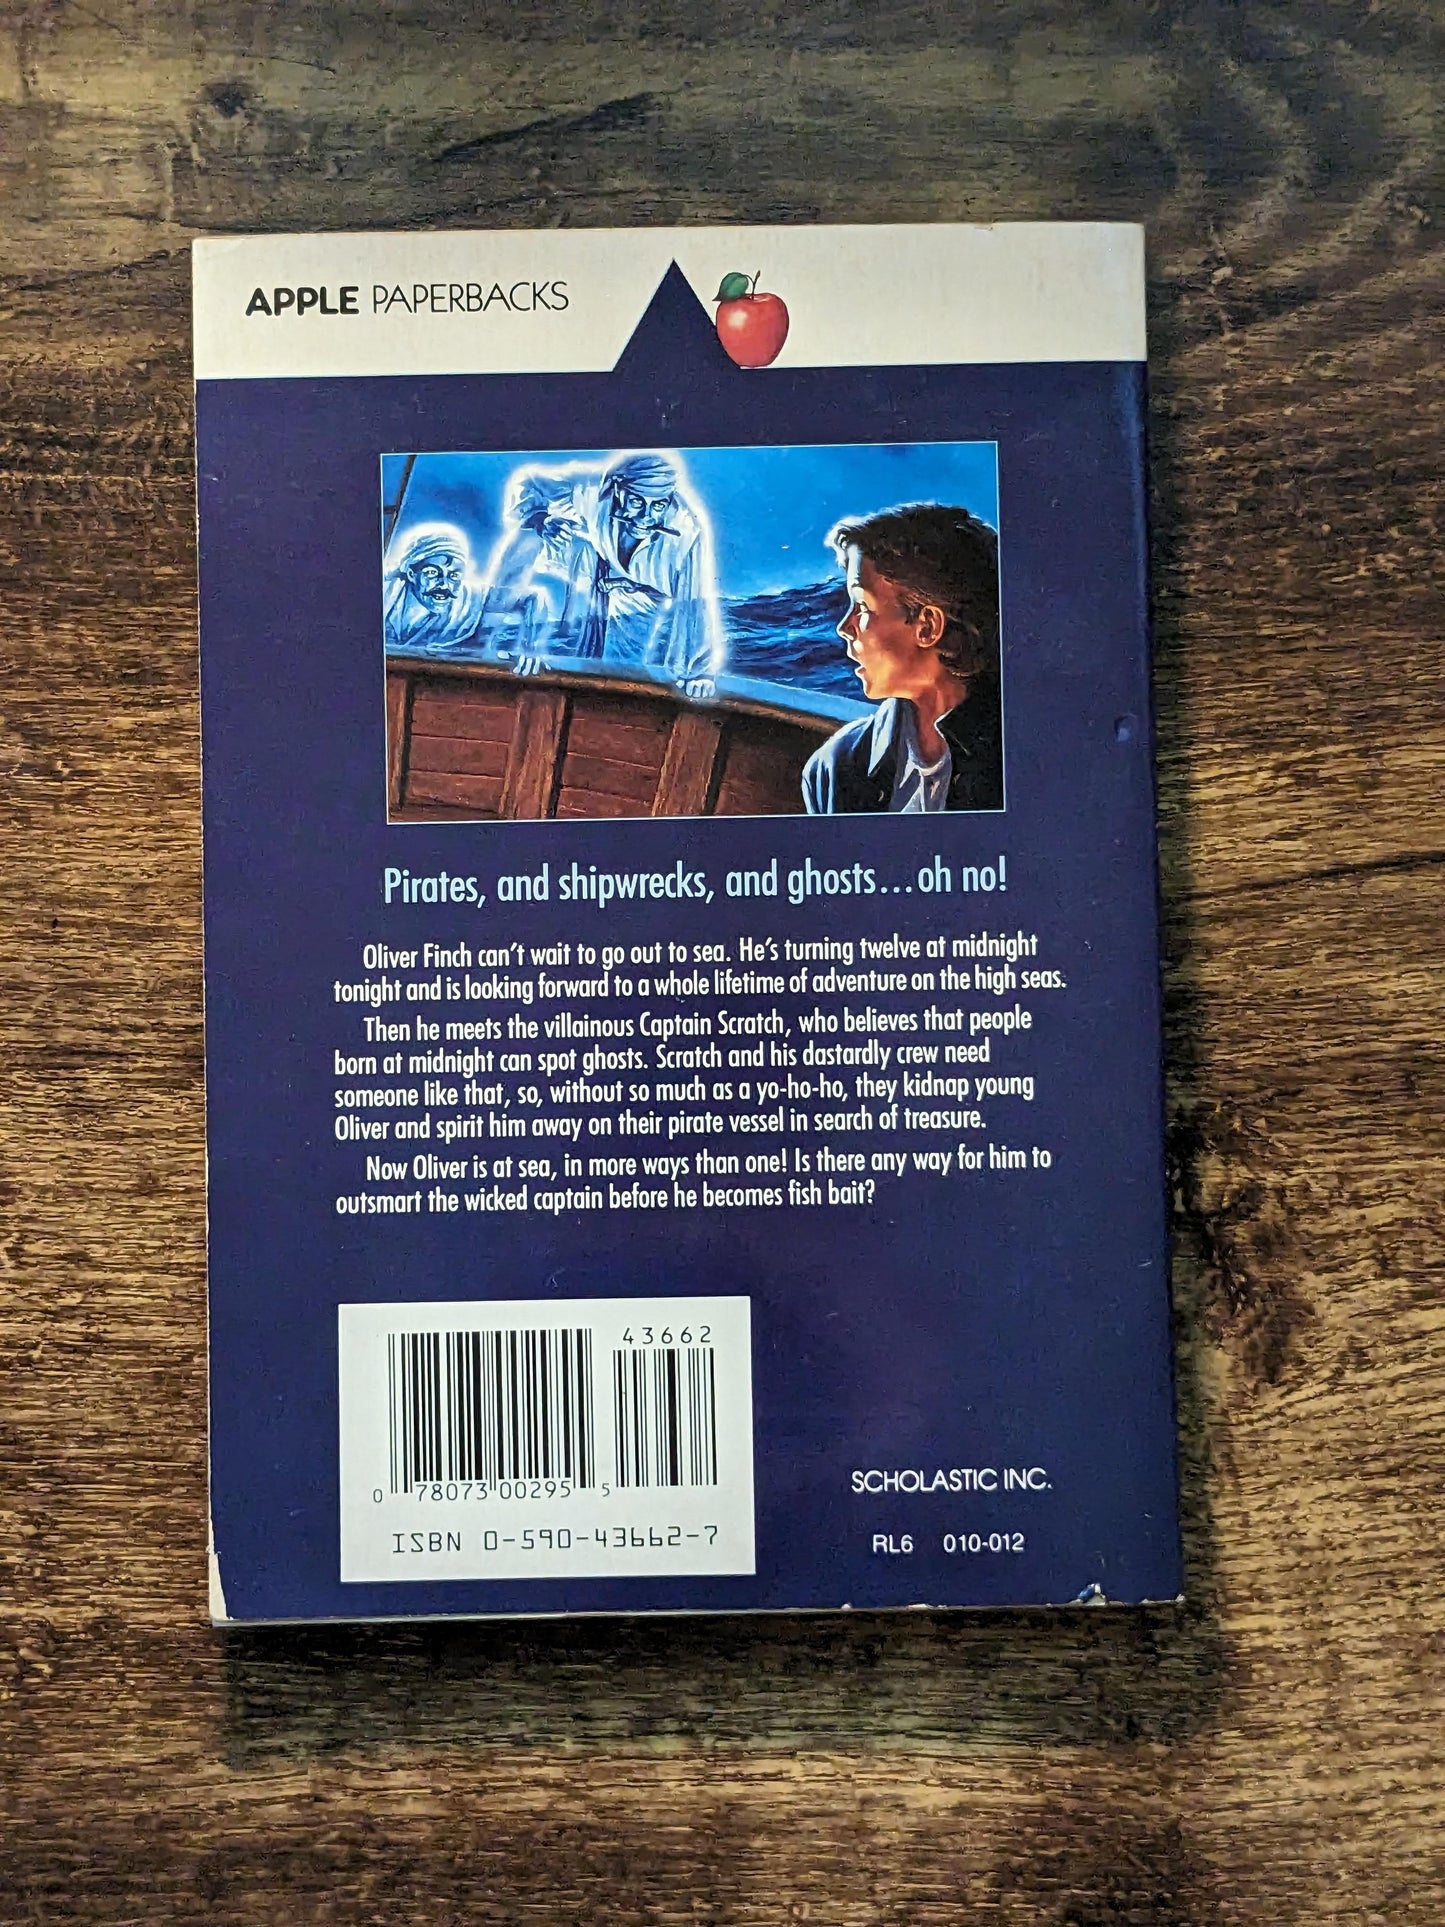 APPLE PAPERBACKS
Pirates, and shipwrecks, and ghosts...oh no!
Oliver Finch can't wait to go out to sea. He's turning twelve at midnight
tonight and is looking forward to a whole lifetime of adventure on the high seas.
Then he meets the villainous Captain Scratch, who believes that people
born at midnight can spot ghosts. Scratch and his dastardly crew need
someone like that, so, without so much as a yo-ho-ho, they kidnap young
Oliver and spirit him away on their pirate vessel in search of treasure.
Now Oliver is at sea, in more ways than one! Is there any way for him to
outsmart the wicked captain before he becomes fish bait?
43662
0 78073 00295 5
ISBN 0-590-43662-7
SCHOLASTIC INC.
RL6 010-012